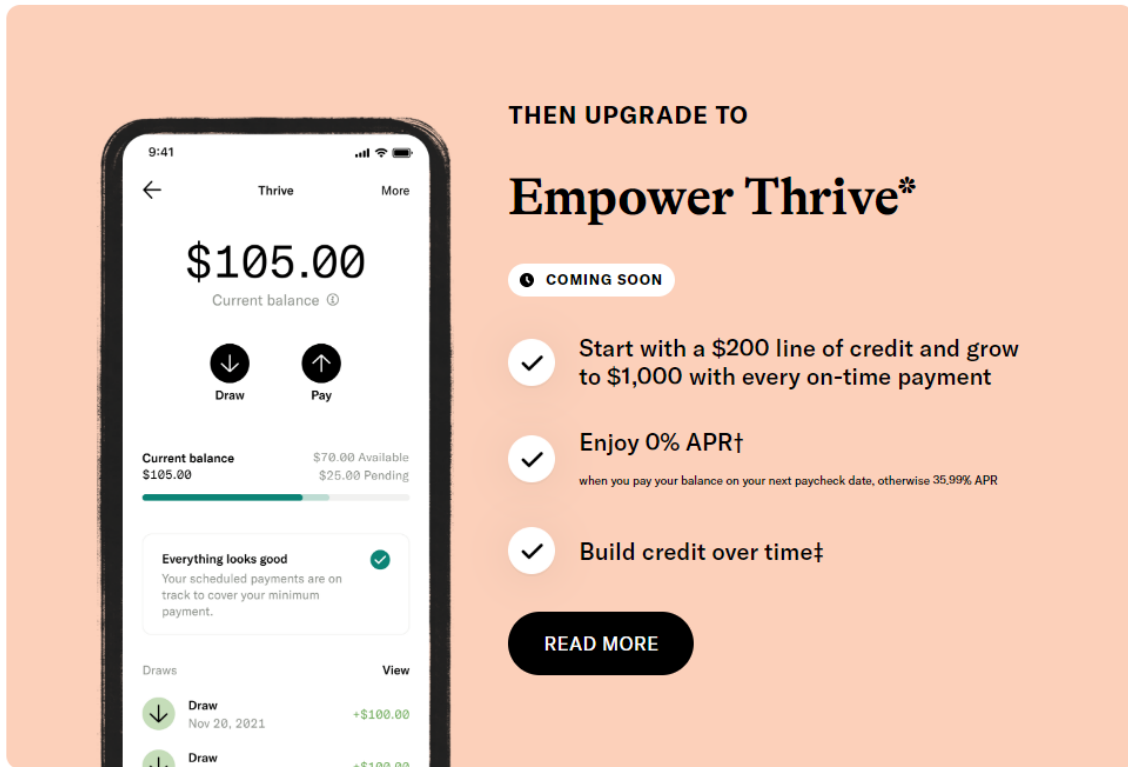 9:41
Thrive
More
$105.00
Current balance
Draw
Pay
Current balance
$70.00 Available
$105.00
$25.00 Pending
Everything looks good
Your scheduled payments are on
track to cover your minimum
payment.
Draws
View
Draw
+$100.00
Nov 20, 2021
Draw
+$100.00
THEN UPGRADE TO
Empower Thrive*
COMING SOON
Start with a $200 line of credit and grow
to $1,000 with every on-time payment
Enjoy 0% APR†
when you pay your balance on your next paycheck date, otherwise 35.99% APR
Build credit over time‡
READ MORE